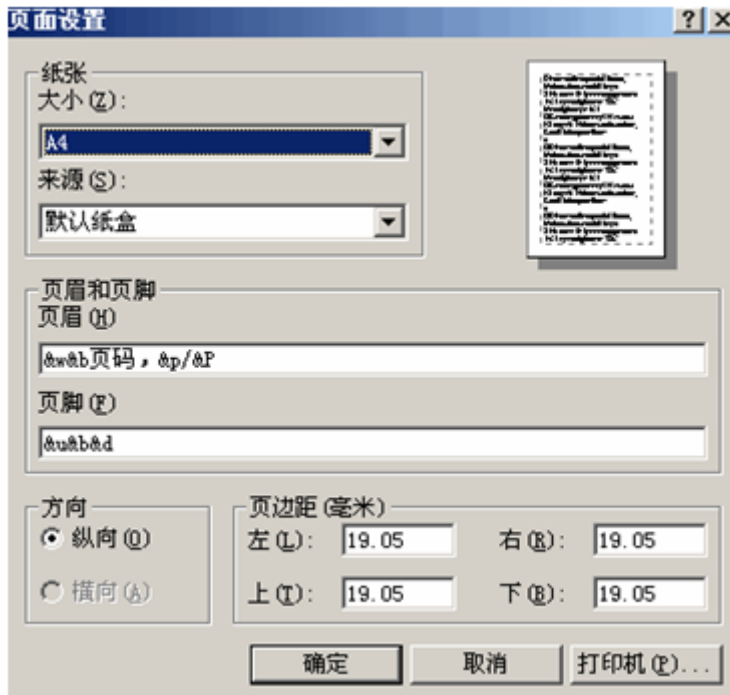 页面设置
纸张
大小(Z):
A4
来源(S):
默认纸盒
页眉和页脚
页眉(H)
&w&b页码，&p/&P
页脚(F)
&u&b&d
方向
纵向(O)
横向(A)
页边距(毫米)
左(L): 19.05 右(R): 19.05
上(T): 19.05 下(B): 19.05
确定 取消 打印机(P)...